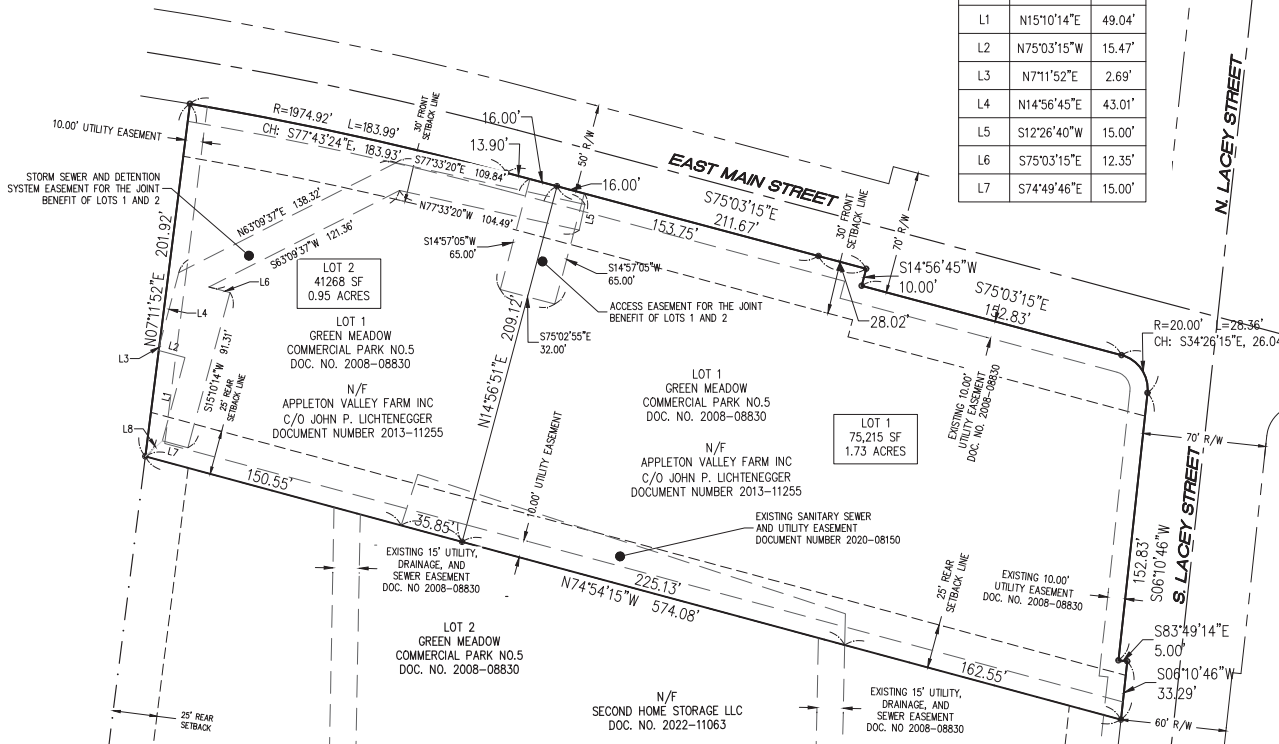 L1 N15°10'14"E 49.04'
L2 N75°03'15"W 15.47'
L3 N7°11'52"E 2.69'
L4 N14°56'45"E 43.01'
L5 S12°26'40"W 15.00'
L6 S75°03'15"E 12.35'
L7 S74°49'46"E 15.00'
N. LACEY STREET
R=1974.92' L=183.99'
CH: S77°43'24"E, 183.93'
30' FRONT
SETBACK LINE
16.00'
13.90'
50' R/W
10.00' UTILITY EASEMENT
S77°33'20"E 109.84'
EAST MAIN STREET
STORM SEWER AND DETENTION
SYSTEM EASEMENT FOR THE JOINT
BENEFIT OF LOTS 1 AND 2
16.00'
S75°03'15"E
211.67'
N63°09'37"E 138.32'
N77°33'20"W 104.49'
L5
153.75'
30' FRONT
SETBACK LINE
70' R/W
S63°09'37"W 121.36'
S14°57'05"W
65.00'
S14°57'05"W
65.00'
S14°56'45"W
10.00'
N07°11'52"E 201.92'
LOT 2
41268 SF
0.95 ACRES
L6
L4
ACCESS EASEMENT FOR THE JOINT
BENEFIT OF LOTS 1 AND 2
28.02'
S75°03'15"E
152.83'
R=20.00' L=28.36'
CH: S34°26'15"E, 26.04
LOT 1
GREEN MEADOW
COMMERCIAL PARK NO.5
DOC. NO. 2008-08830
L3
L2
S75°02'55"E
32.00'
N14°56'51"E 209.12'
S15°10'14"W 91.31'
25' REAR
SETBACK LINE
L1
N/F
APPLETON VALLEY FARM INC
C/O JOHN P. LICHTENEGGER
DOCUMENT NUMBER 2013-11255
LOT 1
GREEN MEADOW
COMMERCIAL PARK NO.5
DOC. NO. 2008-08830
EXISTING 10.00'
UTILITY EASEMENT
DOC. NO. 2008-08830
LOT 1
75,215 SF
1.73 ACRES
N/F
APPLETON VALLEY FARM INC
C/O JOHN P. LICHTENEGGER
DOCUMENT NUMBER 2013-11255
70' R/W
L8
L7
10.00' UTILITY EASEMENT
150.55'
35.85'
EXISTING SANITARY SEWER
AND UTILITY EASEMENT
DOCUMENT NUMBER 2020-08150
S. LACEY STREET
152.83'
S06°10'46"W
EXISTING 15' UTILITY,
DRAINAGE, AND
SEWER EASEMENT
DOC. NO 2008-08830
225.13'
N74°54'15"W 574.08'
25' REAR
SETBACK LINE
EXISTING 10.00'
UTILITY EASEMENT
DOC. NO. 2008-08830
LOT 2
GREEN MEADOW
COMMERCIAL PARK NO.5
DOC. NO. 2008-08830
S83°49'14"E
5.00'
162.55'
S06°10'46"W
33.29'
N/F
SECOND HOME STORAGE LLC
DOC. NO. 2022-11063
EXISTING 15' UTILITY,
DRAINAGE, AND
SEWER EASEMENT
DOC NO 2008-08830
25' REAR
SETBACK
60' R/W